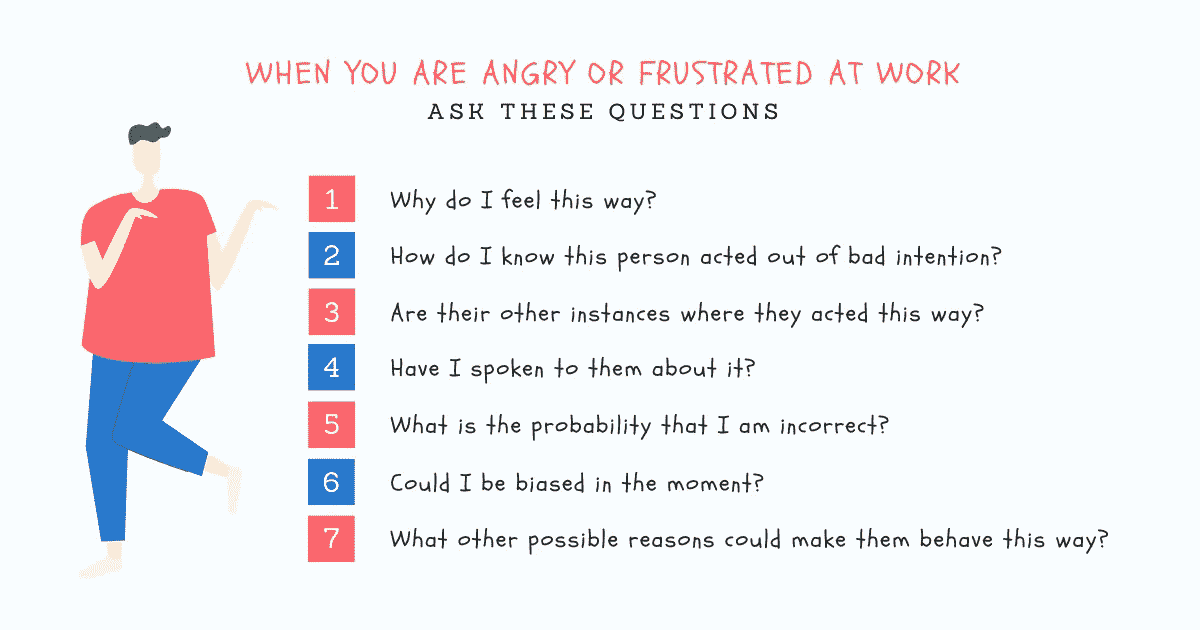 WHEN YOU ARE ANGRY OR FRUSTRATED AT WORK
ASK THESE QUESTIONS
1 Why do I feel this way?
2 How do I know this person acted out of bad intention?
3 Are their other instances where they acted this way?
4 Have I spoken to them about it?
5 What is the probability that I am incorrect?
6 Could I be biased in the moment?
7 What other possible reasons could make them behave this way?